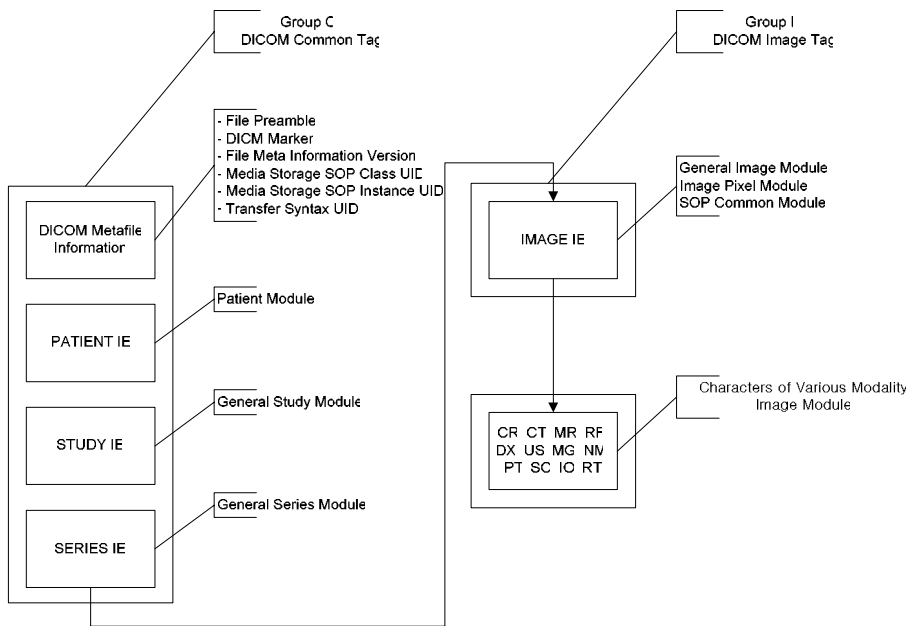 Group C
DICOM Common Tag
Group I
DICOM Image Tag
- File Preamble
- DICM Marker
- File Meta Information Version
- Media Storage SOP Class UID
- Media Storage SOP Instance UID
- Transfer Syntax UID
General Image Module
Image Pixel Module
SOP Common Module
DICOM Metafile
Information
IMAGE IE
Patient Module
PATIENT IE
General Study Module
STUDY IE
Characters of Various Modality
Image Module
CR CT MR RF
DX US MG NM
PT SC IO RT
General Series Module
SERIES IE